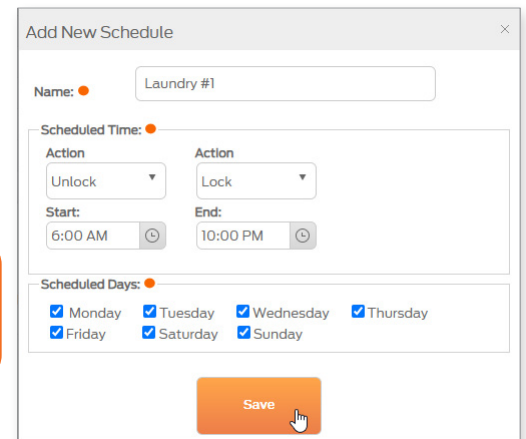 Add New Schedule
Name:
Laundry #1
Scheduled Time:
Action Action
Unlock Lock
Start: End:
6:00 AM 10:00 PM
Scheduled Days:
Monday Tuesday Wednesday Thursday
Friday Saturday Sunday
Save